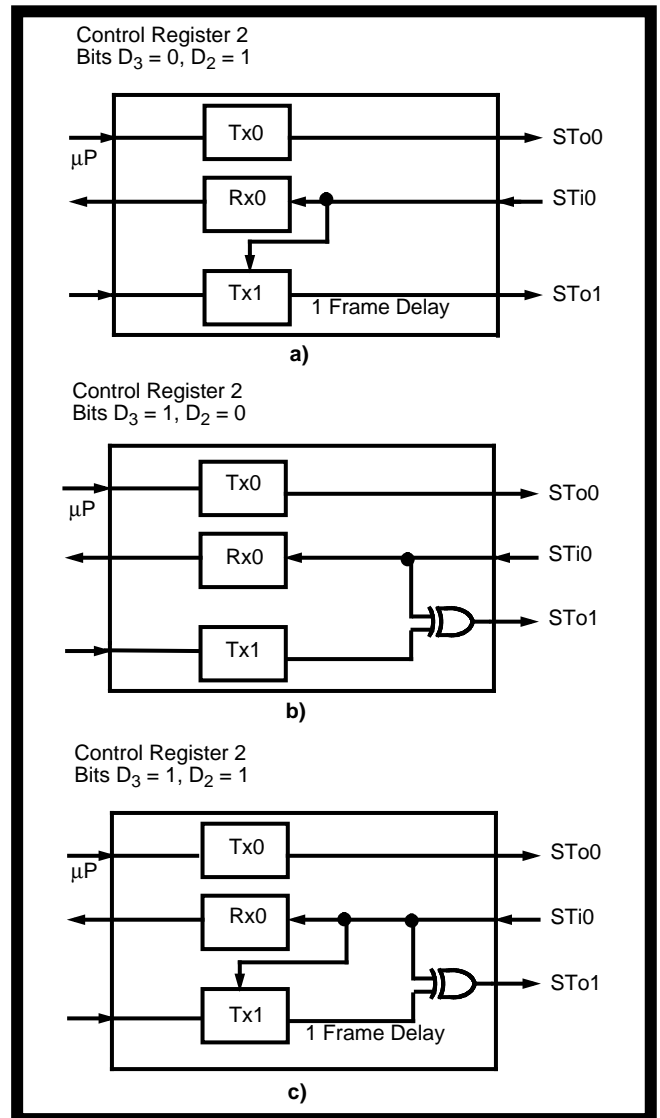 Control Register 2
Bits D3 = 0, D2 = 1
Tx0
STo0
μP
Rx0
STi0
Tx1
1 Frame Delay
STo1
a)
Control Register 2
Bits D3 = 1, D2 = 0
Tx0
STo0
μP
Rx0
STi0
STo1
Tx1
b)
Control Register 2
Bits D3 = 1, D2 = 1
Tx0
STo0
μP
Rx0
STi0
STo1
Tx1
1 Frame Delay
c)